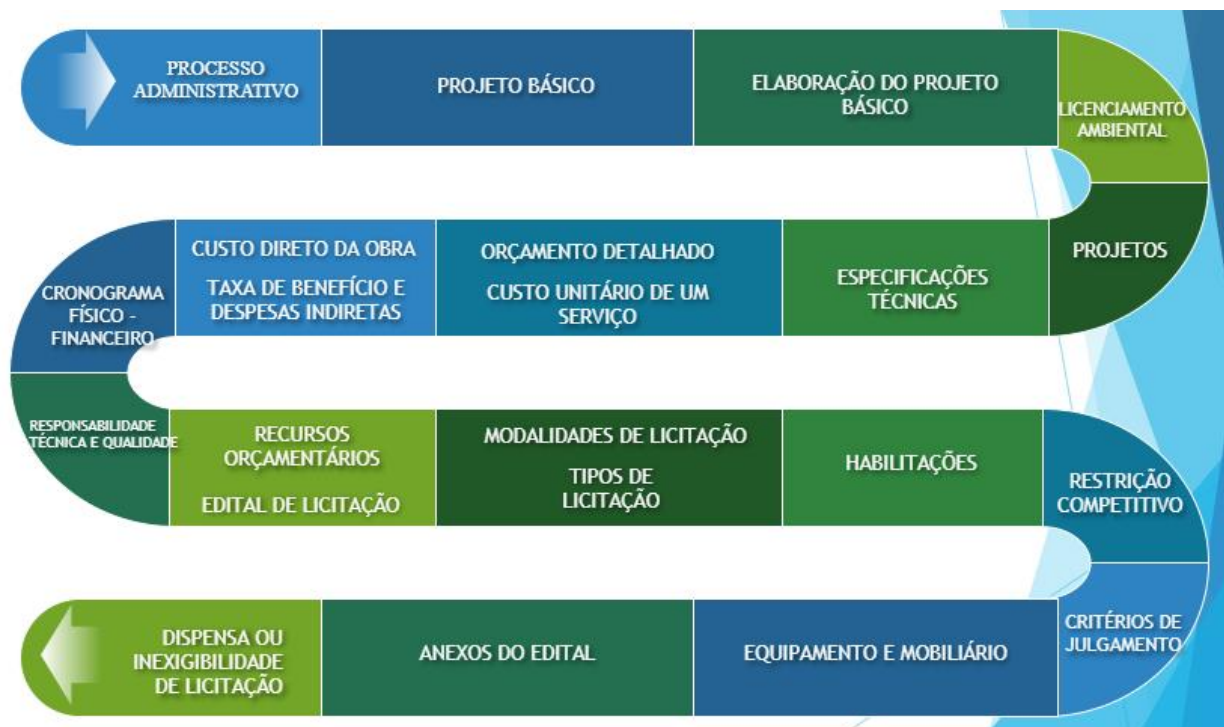 PROCESSO
ADMINISTRATIVO
PROJETO BÁSICO
ELABORAÇÃO DO PROJETO
BÁSICO
LICENCIAMENTO
AMBIENTAL
PROJETOS
ESPECIFICAÇÕES
TÉCNICAS
ORÇAMENTO DETALHADO
CUSTO UNITÁRIO DE UM
SERVIÇO
CUSTO DIRETO DA OBRA
TAXA DE BENEFÍCIO E
DESPESAS INDIRETAS
CRONOGRAMA
FÍSICO -
FINANCEIRO
RESPONSABILIDADE
TÉCNICA E QUALIDADE
RECURSOS
ORÇAMENTÁRIOS
EDITAL DE LICITAÇÃO
MODALIDADES DE LICITAÇÃO
TIPOS DE
LICITAÇÃO
HABILITAÇÕES
RESTRIÇÃO
COMPETITIVO
CRITÉRIOS DE
JULGAMENTO
EQUIPAMENTO E MOBILIÁRIO
ANEXOS DO EDITAL
DISPENSA OU
INEXIGIBILIDADE
DE LICITAÇÃO